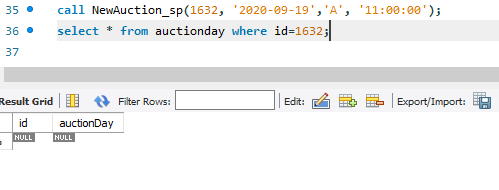 35 call NewAuction_sp(1632, '2020-09-19','A', '11:00:00');
36 select * from auctionday where id=1632;
37
Result Grid Filter Rows: Edit: Export/Import:
id auctionDay
NULL NULL